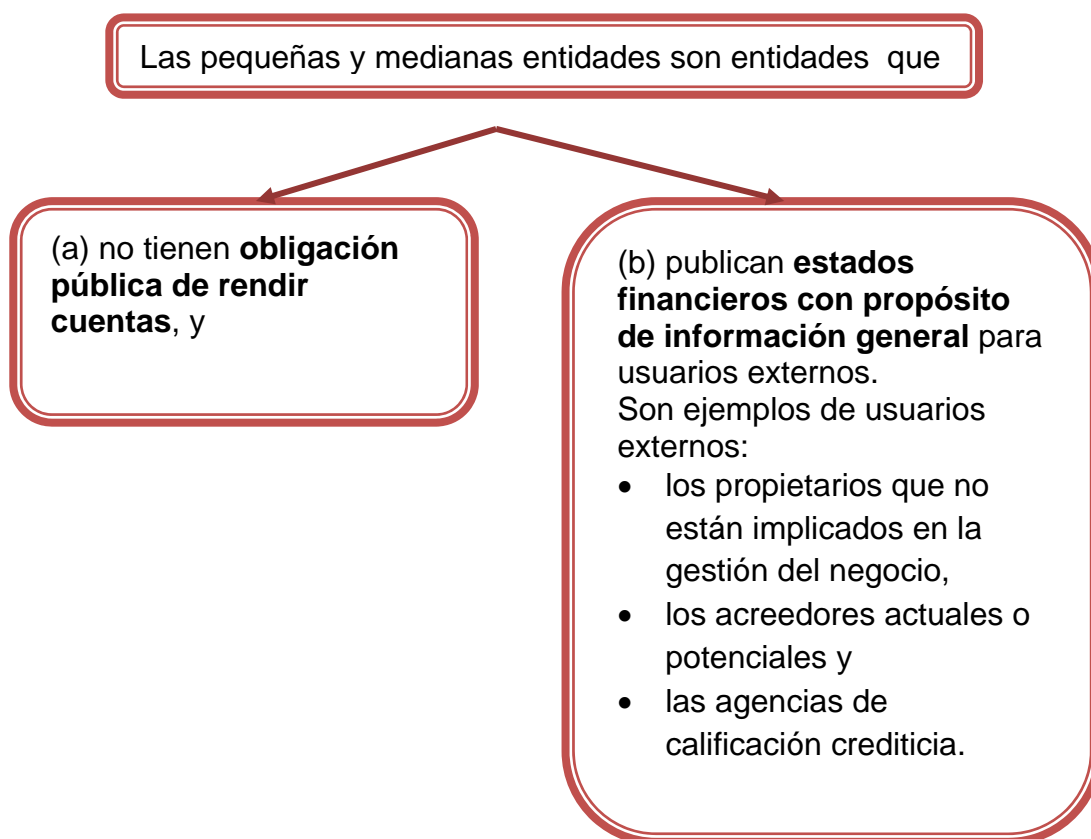 Las pequeñas y medianas entidades son entidades  que
(a) no tienen obligación
pública de rendir
cuentas, y
(b) publican estados
financieros con propósito
de información general para
usuarios externos.
Son ejemplos de usuarios
externos:
• los propietarios que no
están implicados en la
gestión del negocio,
• los acreedores actuales o
potenciales y
• las agencias de
calificación crediticia.